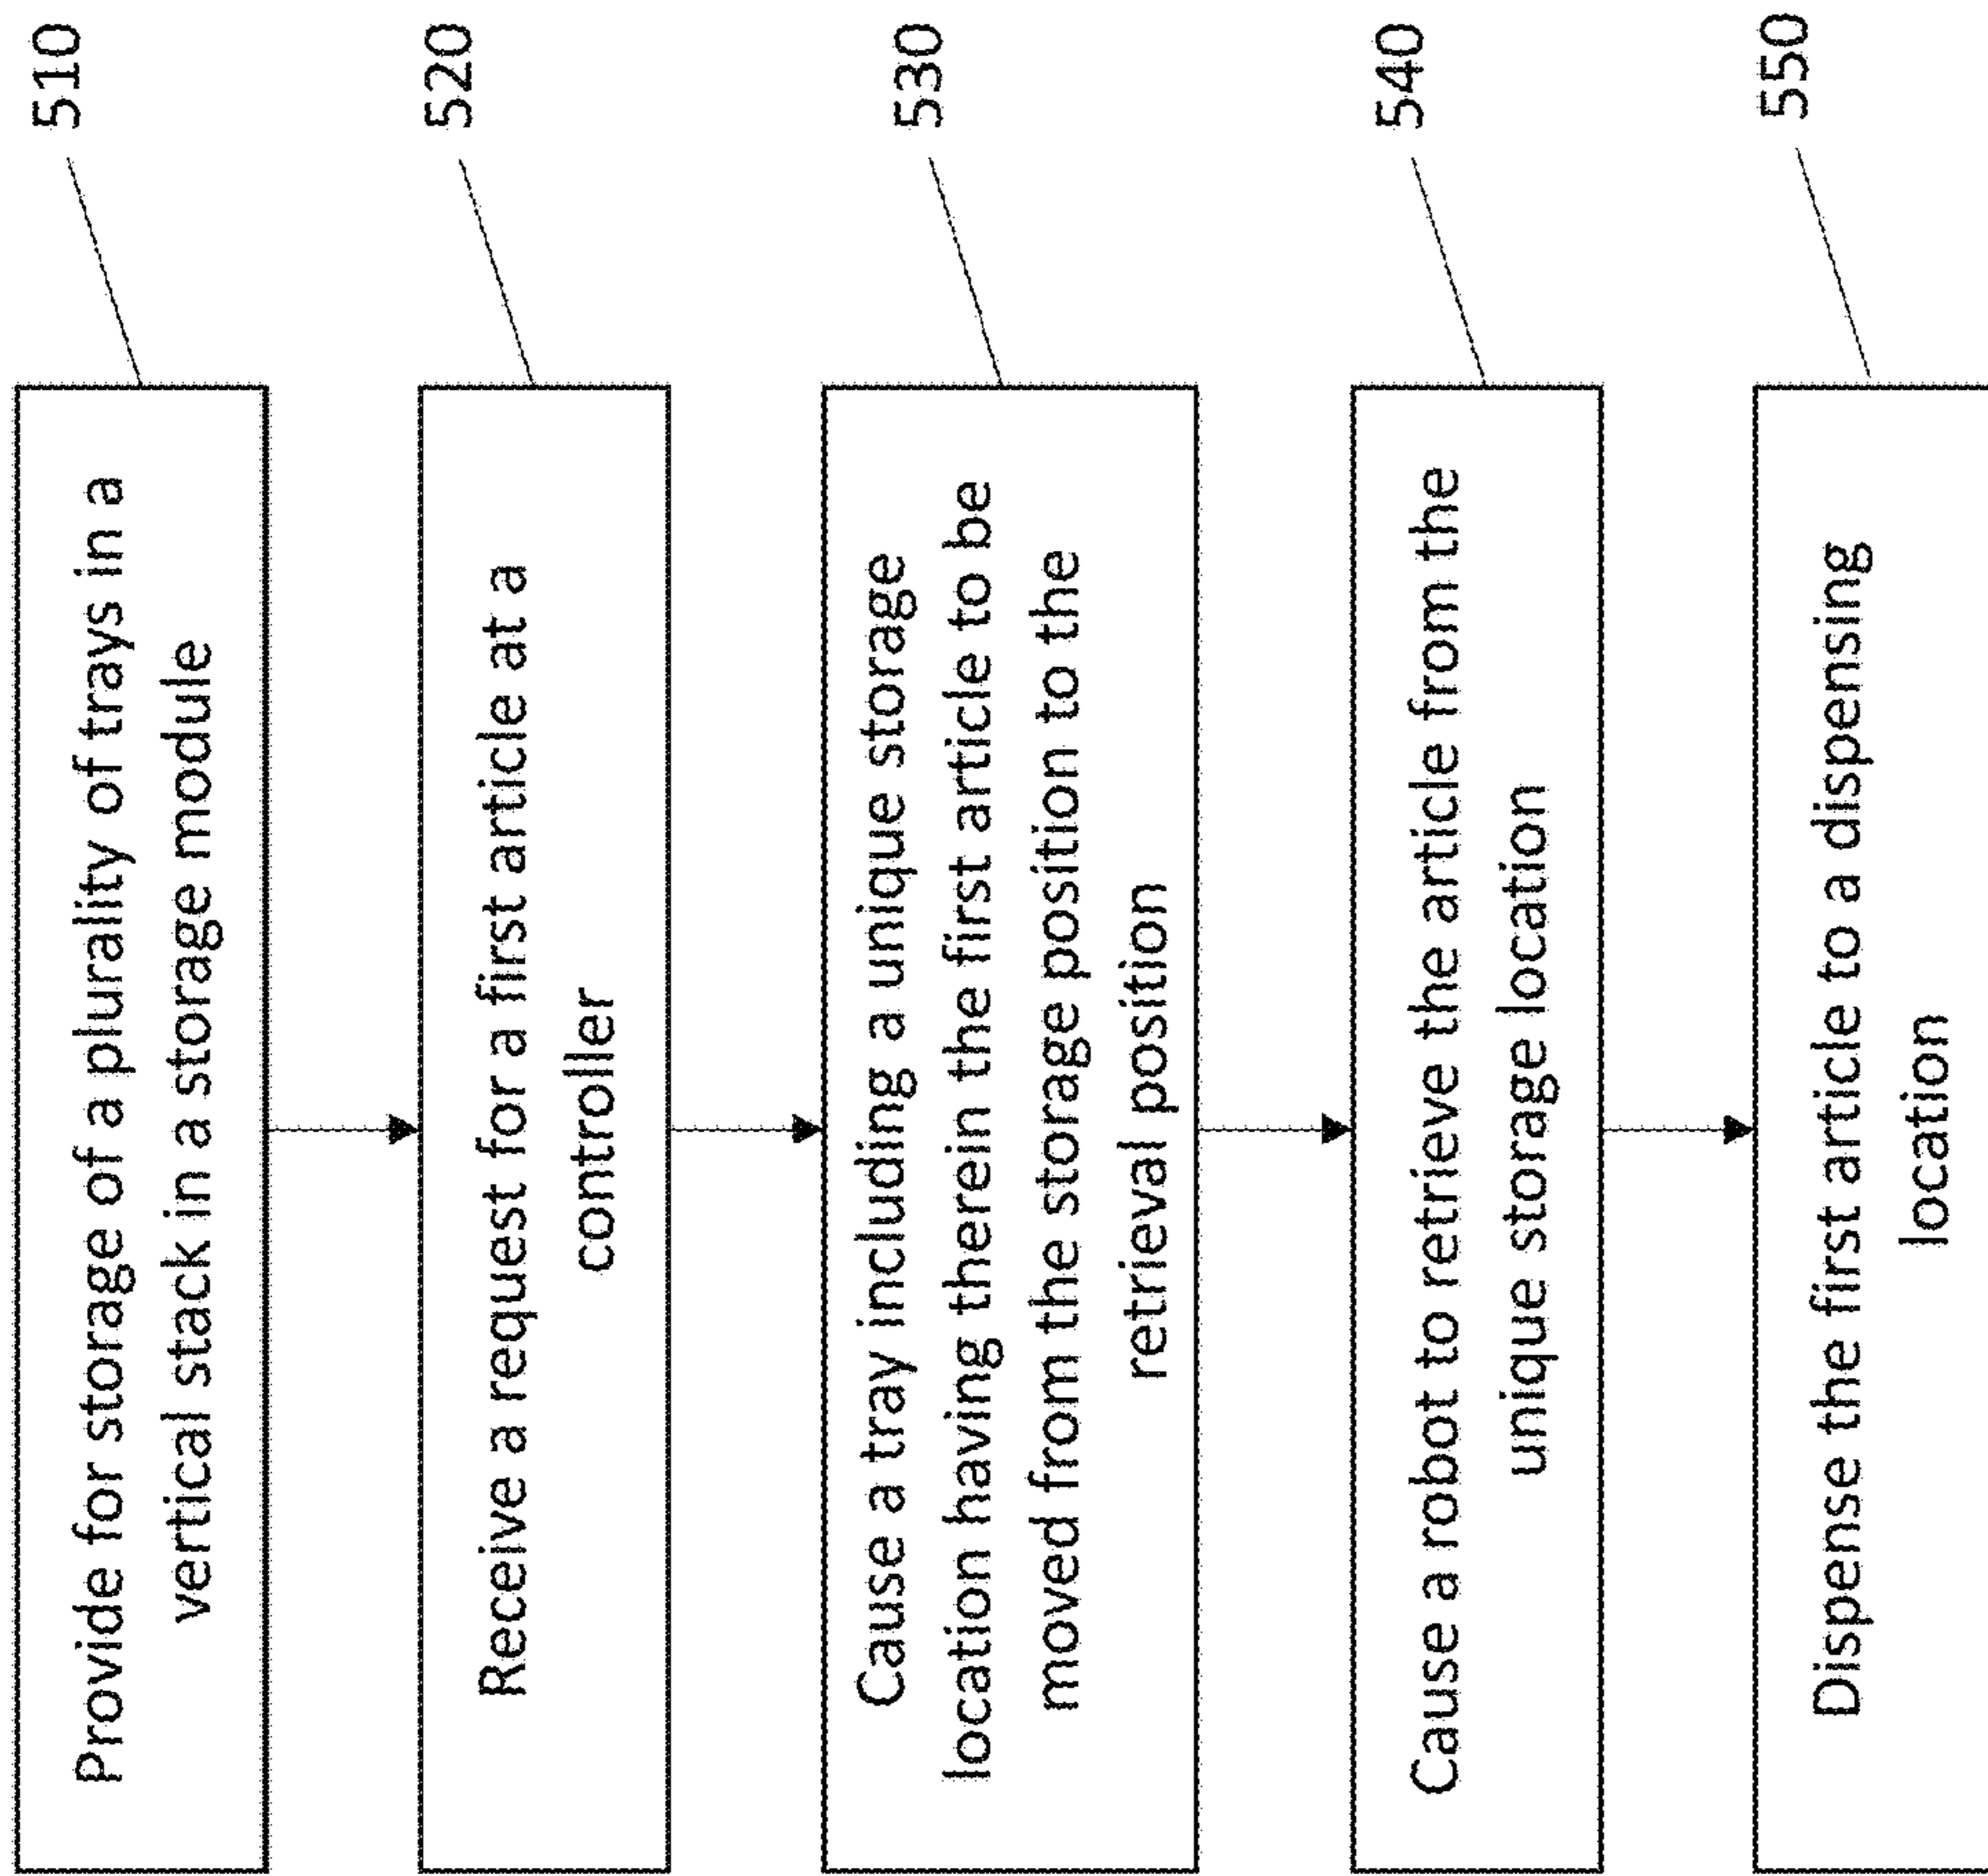 Provide for storage of a plurality of trays in a
vertical stack in a storage module
510
Receive a request for a first article at a
controller
520
Cause a tray including a unique storage
location having therein the first article to be
moved from the storage position to the
retrieval position
530
Cause a robot to retrieve the article from the
unique storage location
540
Dispense the first article to a dispensing
location
550